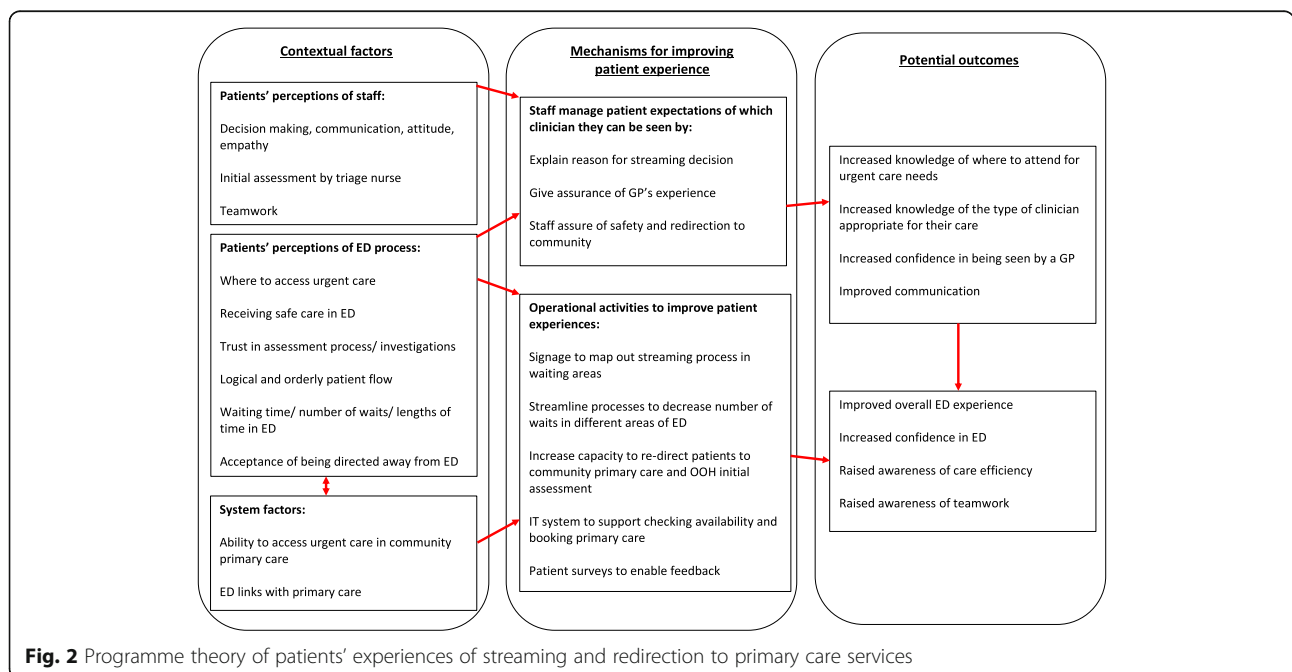 Contextual factors
Patients' perceptions of staff:
Decision making, communication, attitude,
empathy
Initial assessment by triage nurse
Teamwork
Patients' perceptions of ED process:
Where to access urgent care
Receiving safe care in ED
Trust in assessment process/ investigations
Logical and orderly patient flow
Waiting time/ number of waits/ lengths of
time in ED
Acceptance of being directed away from ED
System factors:
Ability to access urgent care in community
primary care
ED links with primary care
Mechanisms for improving
patient experience
Staff manage patient expectations of which
clinician they can be seen by:
Explain reason for streaming decision
Give assurance of GP's experience
Staff assure of safety and redirection to
community
Operational activities to improve patient
experiences:
Signage to map out streaming process in
waiting areas
Streamline processes to decrease number of
waits in different areas of ED
Increase capacity to re-direct patients to
community primary care and OOH initial
assessment
IT system to support checking availability and
booking primary care
Patient surveys to enable feedback
Potential outcomes
Increased knowledge of where to attend for
urgent care needs
Increased knowledge of the type of clinician
appropriate for their care
Increased confidence in being seen by a GP
Improved communication
Improved overall ED experience
Increased confidence in ED
Raised awareness of care efficiency
Raised awareness of teamwork
Fig. 2 Programme theory of patients' experiences of streaming and redirection to primary care services